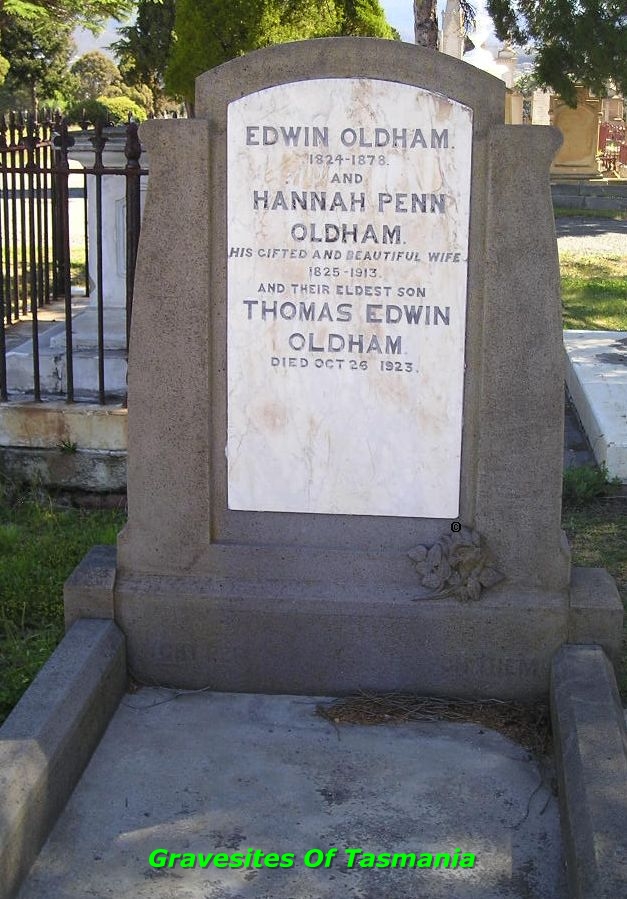 EDWIN OLDHAM.
1824-1878.
AND
HANNAH PENN
OLDHAM.
HIS GIFTED AND BEAUTIFUL WIFE.
1825-1913.
AND THEIR ELDEST SON
THOMAS EDWIN
OLDHAM.
DIED OCT 26 1923.
©
Gravesites Of Tasmania